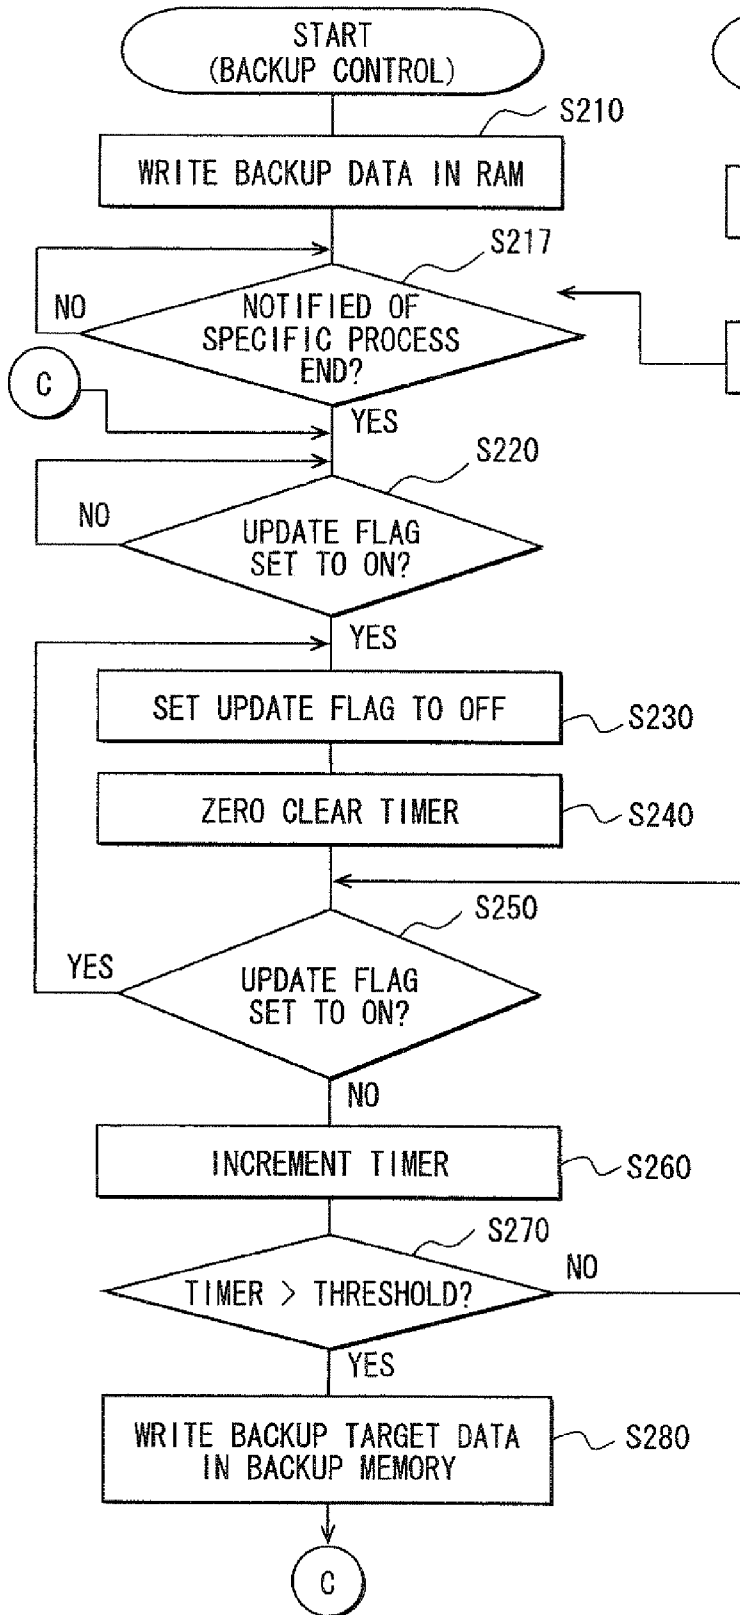 START
(BACKUP CONTROL)
S210
WRITE BACKUP DATA IN RAM
S217
NO
NOTIFIED OF
SPECIFIC PROCESS
END?
C
YES
S220
NO
UPDATE FLAG
SET TO ON?
YES
SET UPDATE FLAG TO OFF
S230
ZERO CLEAR TIMER
S240
S250
YES
UPDATE FLAG
SET TO ON?
NO
INCREMENT TIMER
S260
S270
NO
TIMER > THRESHOLD?
YES
WRITE BACKUP TARGET DATA
IN BACKUP MEMORY
S280
C